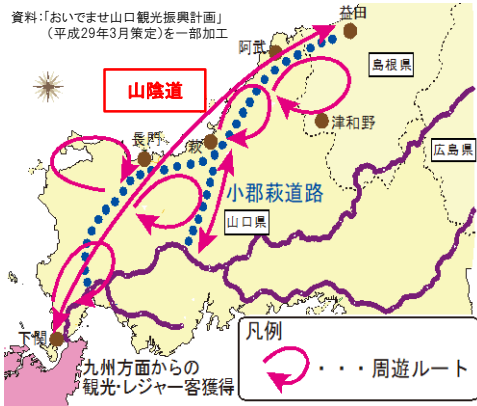 資料:「おいでませ山口観光振興計画」
(平成29年3月策定)を一部加工
益田
阿武
島根県
山陰道
津和野
長門
萩
広島県
小郡萩道路
山口県
下関
凡例
・・・周遊ルート
九州方面からの
観光・レジャー客獲得